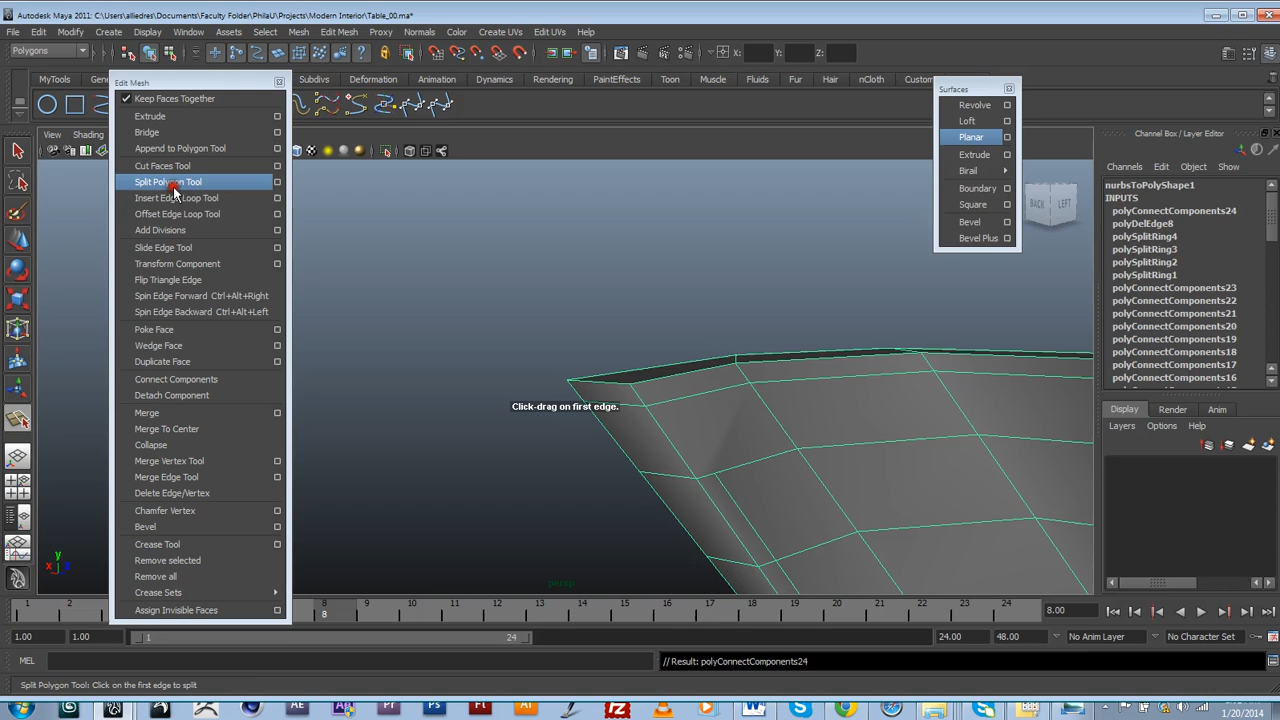 Autodesk Maya 2011: C:\users\alliedres\Documents\Faculty Folder\PhilaU\Projects\Modern Interior\Table_00.ma*
File Edit Modify Create Display Window Assets Select Mesh Edit Mesh Proxy Normals Color Create UVs Edit UVs Help
Polygons
X: Y: Z:
MyTools Subdivs Deformation Animation Dynamics Rendering PaintEffects Toon Muscle Fluids Fur nCloth
View Shading
Edit Mesh
Keep Faces Together
Extrude
Bridge
Append to Polygon Tool
Cut Faces Tool
Split Polygon Tool
Insert Edge Loop Tool
Offset Edge Loop Tool
Add Divisions
Slide Edge Tool
Transform Component
Flip Triangle Edge
Spin Edge Forward Ctrl+Alt+Right
Spin Edge Backward Ctrl+Alt+Left
Poke Face
Wedge Face
Duplicate Face
Connect Components
Detach Component
Merge
Merge To Center
Collapse
Merge Vertex Tool
Merge Edge Tool
Delete Edge/Vertex
Chamfer Vertex
Bevel
Crease Tool
Remove selected
Remove all
Crease Sets
Assign Invisible Faces
Click-drag on first edge.
persp
y
x
z
Surfaces
Revolve
Loft
Planar
Extrude
Birail
Boundary
Square
Bevel
Bevel Plus
BACK LEFT
Channel Box / Layer Editor
Channels Edit Object Show
nurbsToPolyShape1
INPUTS
polyConnectComponents24
polyDelEdge8
polySplitRing4
polySplitRing3
polySplitRing2
polySplitRing1
polyConnectComponents23
polyConnectComponents22
polyConnectComponents21
polyConnectComponents20
polyConnectComponents19
polyConnectComponents18
polyConnectComponents17
polyConnectComponents16
Display Render Anim
Layers Options Help
1 2 8 9 10 11 12 13 14 15 16 17 18 19 20 21 22 23 24
8
8.00
1.00 1.00 1 24 24.00 48.00 No Anim Layer No Character Set
MEL // Result: polyConnectComponents24
Split Polygon Tool: Click on the first edge to split
AE Pr Ps Fl Ai
1/20/2014